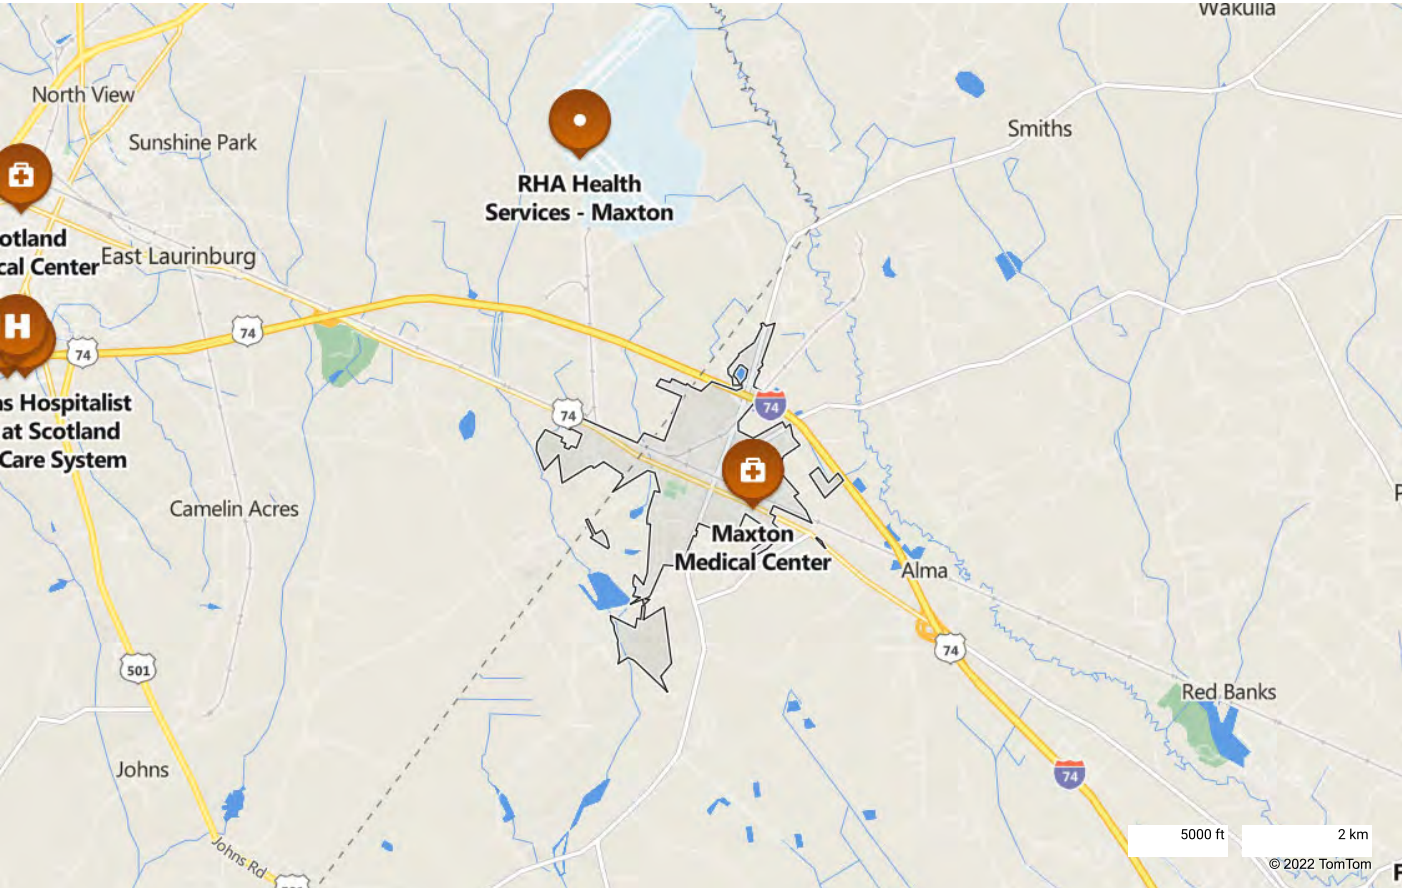 Wakulla
North View
Smiths
Sunshine Park
RHA Health
Services - Maxton
otland
cal Center
East Laurinburg
H
74
74
74
74
as Hospitalist
at Scotland
Care System
Camelin Acres
Maxton
Medical Center
Alma
74
501
Red Banks
Johns
74
5000 ft
2 km
Johns Rd
© 2022 TomTom